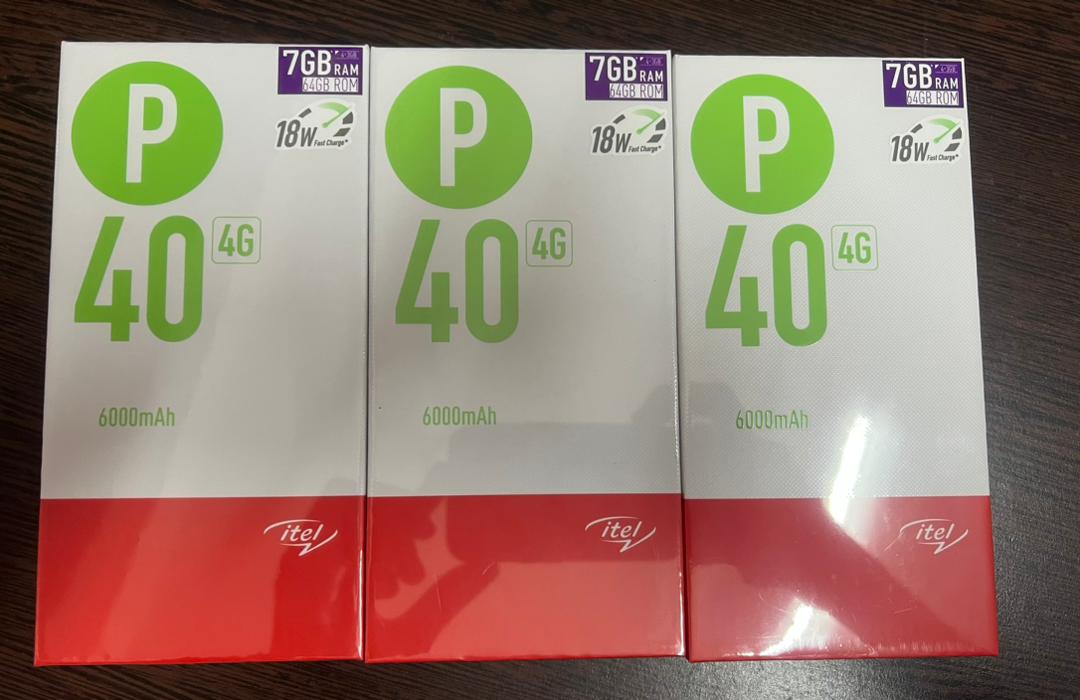 P
40 4G
7GB RAM
64GB ROM
18W Fast Charge
6000mAh
itel
P
40 4G
7GB RAM
64GB ROM
18W Fast Charge
6000mAh
itel
P
40 4G
7GB RAM
64GB ROM
18W Fast Charge
6000mAh
itel